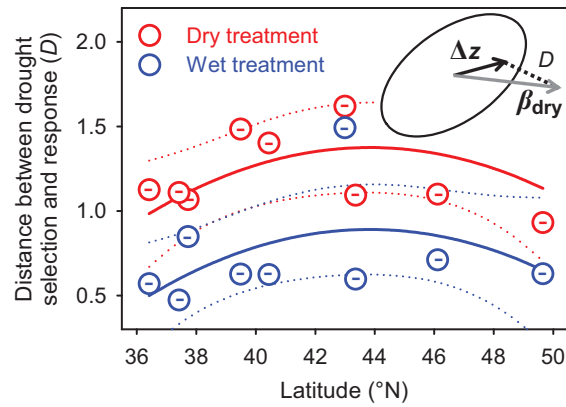 Distance between drought
selection and response (D)
2.0
1.5
1.0
0.5
Dry treatment
Wet treatment
Δz
D
βdry
36
38
40
42
44
46
48
50
Latitude (°N)